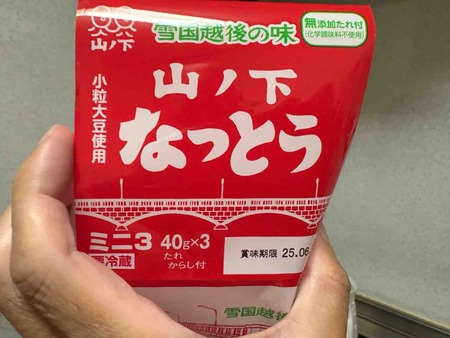 山ノ下
雪国越後の味
無添加たれ付
(化学調味料不使用)
小粒大豆使用
山ノ下
なっとう
ミニ3
40g×3
たれ
からし付
要冷蔵
賞味期限 25.06
雪国越後